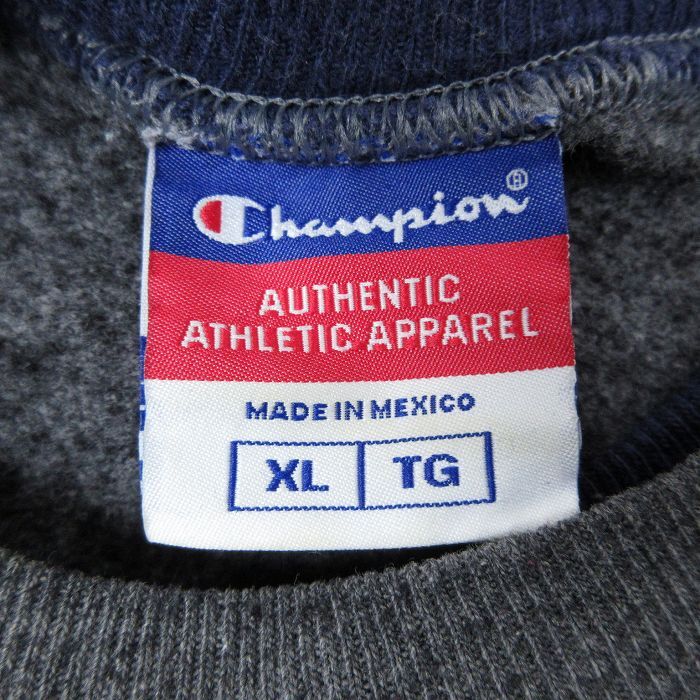 Champion®
AUTHENTIC
ATHLETIC APPAREL
MADE IN MEXICO
XL TG